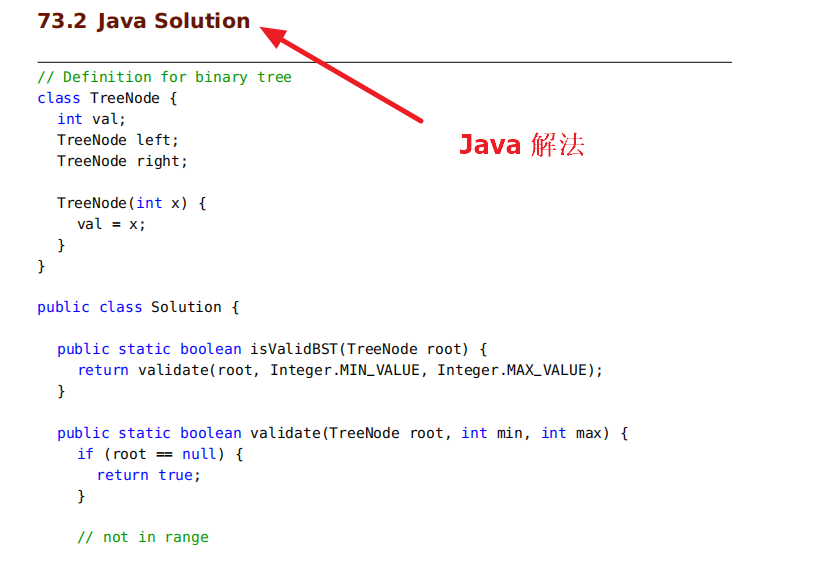 73.2 Java Solution
// Definition for binary tree
class TreeNode {
int val;
TreeNode left;
Java 解法
TreeNode right;
TreeNode(int x) {
val = x;
}
}
public class Solution {
public static boolean isValidBST(TreeNode root) {
return validate(root, Integer.MIN_VALUE, Integer.MAX_VALUE);
}
public static boolean validate(TreeNode root, int min, int max) {
if (root == null) {
return true;
}
// not in range